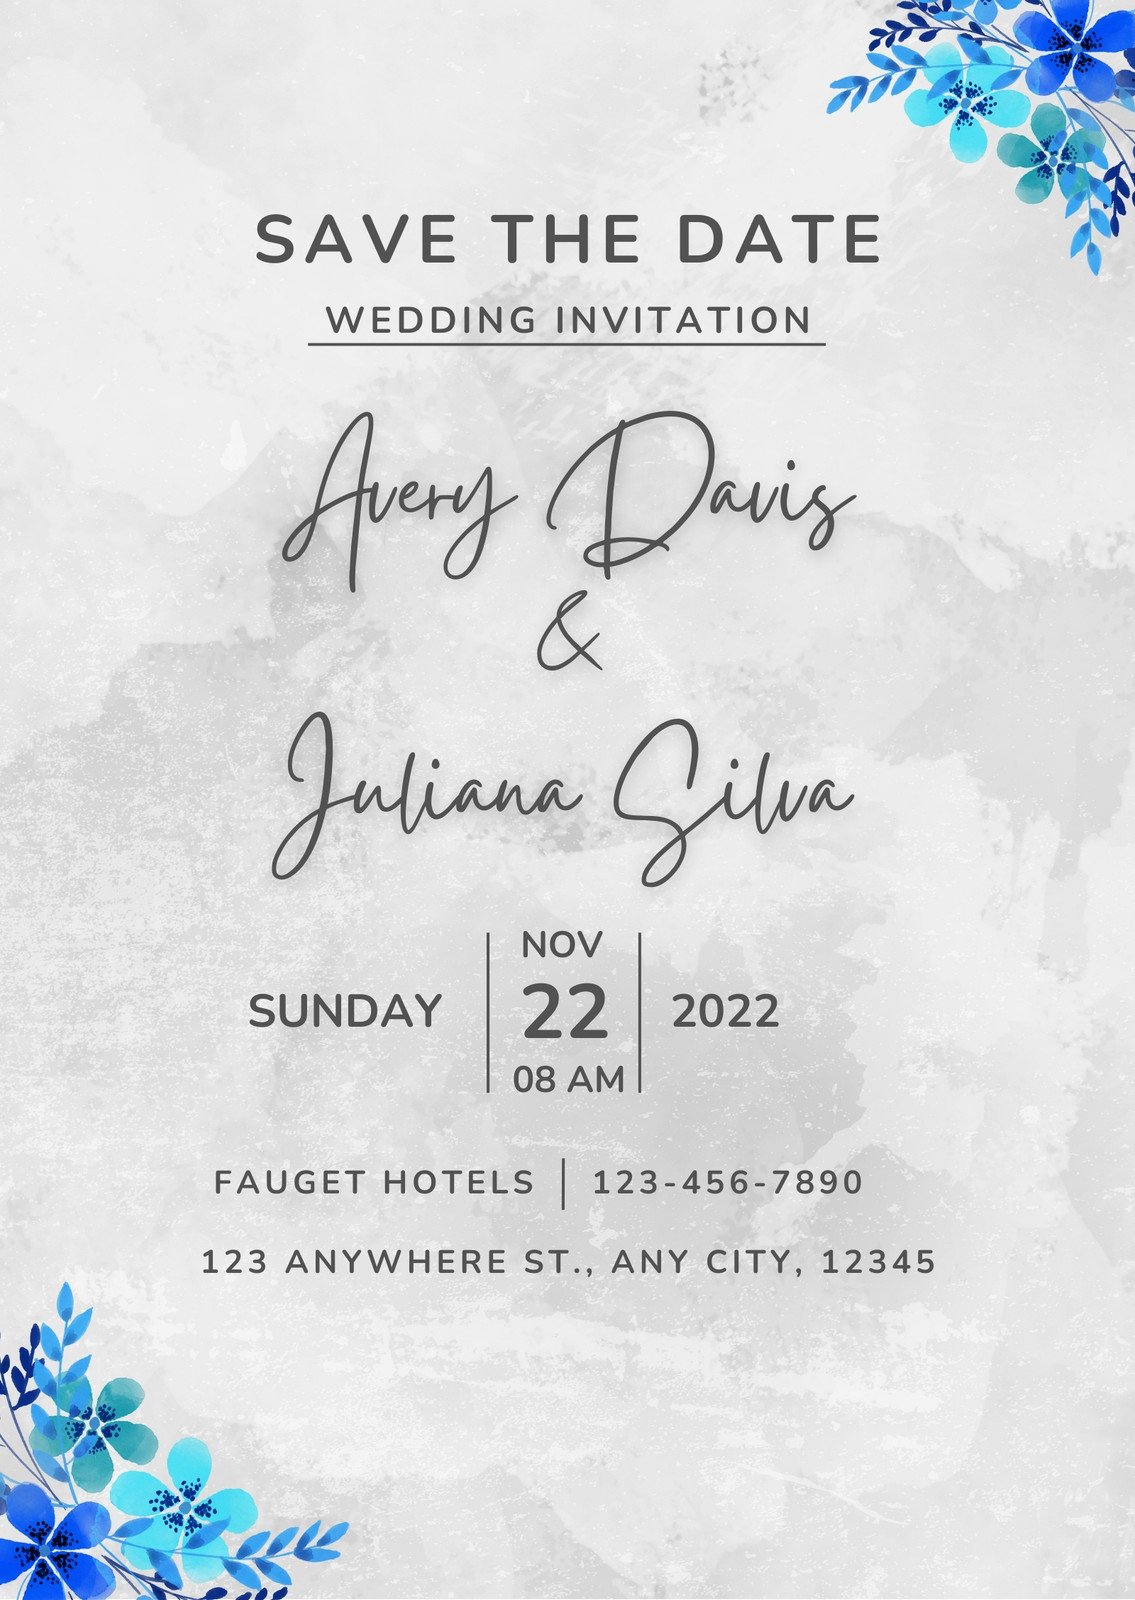 SAVE THE DATE
WEDDING INVITATION
Avery Davis
&
Juliana Silva
SUNDAY
NOV
22
08 AM
2022
FAUGET HOTELS | 123-456-7890
123 ANYWHERE ST., ANY CITY, 12345